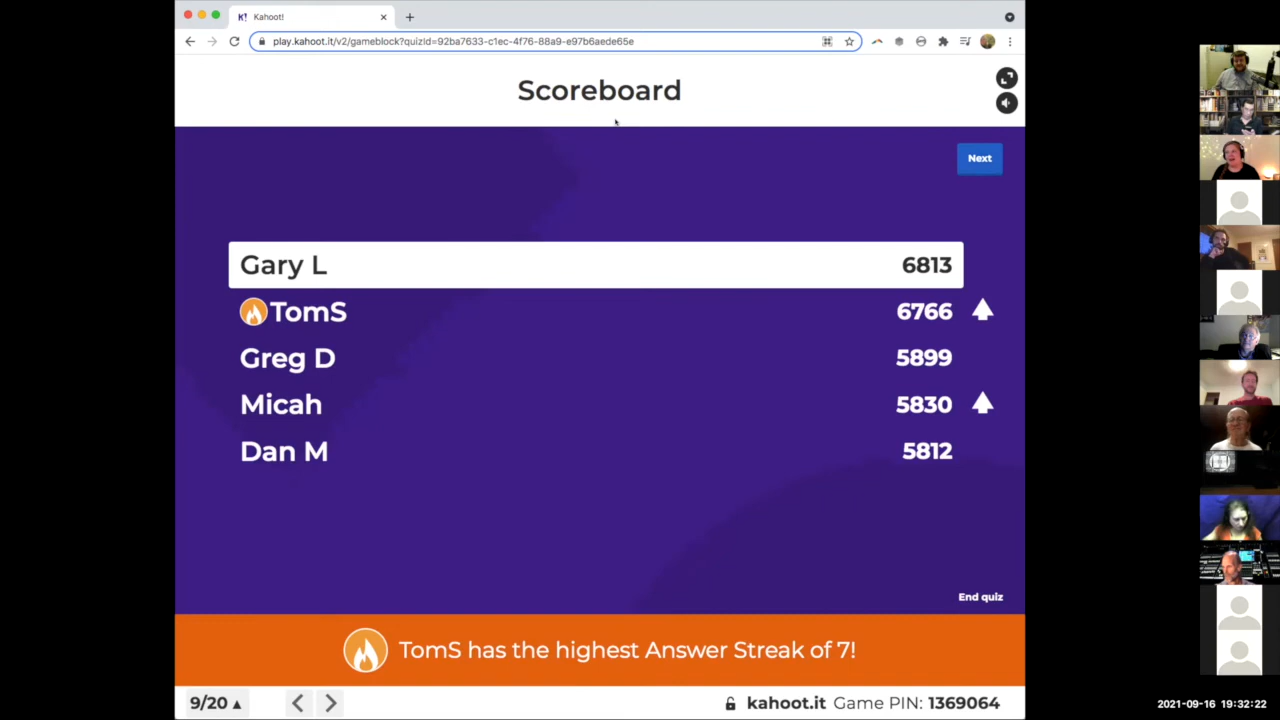 K! Kahoot!
play.kahoot.it/v2/gameblock?quizId=92ba7633-c1ec-4f76-88a9-e97b6aede65e
Scoreboard
Next
Gary L 6813
TomS 6766
Greg D 5899
Micah 5830
Dan M 5812
End quiz
TomS has the highest Answer Streak of 7!
9/20 ▲ kahoot.it Game PIN: 1369064
2021-09-16 19:32:22